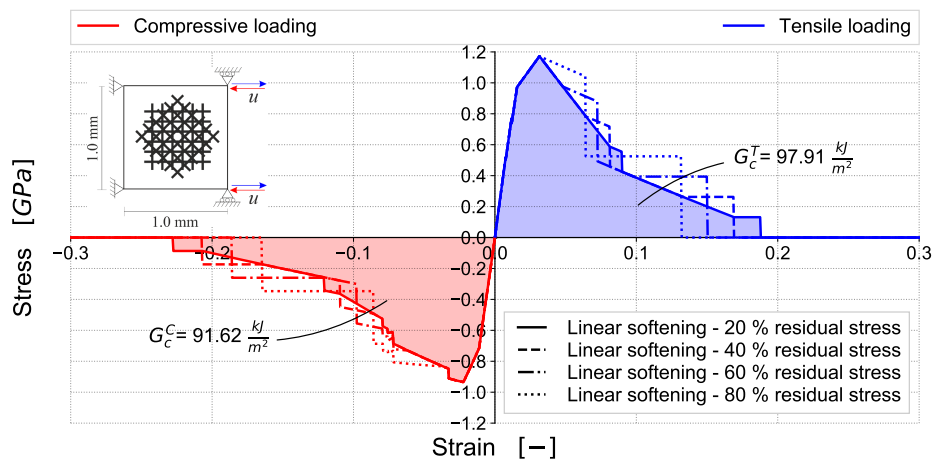 Compressive loading
Tensile loading
1.2
1.0
0.8
0.6
0.4
0.2
0.0
−0.2
−0.4
−0.6
−0.8
−1.0
−1.2
−0.3
−0.2
−0.1
0.0
0.1
0.2
0.3
Stress [GPa]
Strain [−]
u
u
1.0 mm
1.0 mm
G_c^T = 97.91 kJ/m²
G_c^C = 91.62 kJ/m²
Linear softening - 20 % residual stress
Linear softening - 40 % residual stress
Linear softening - 60 % residual stress
Linear softening - 80 % residual stress